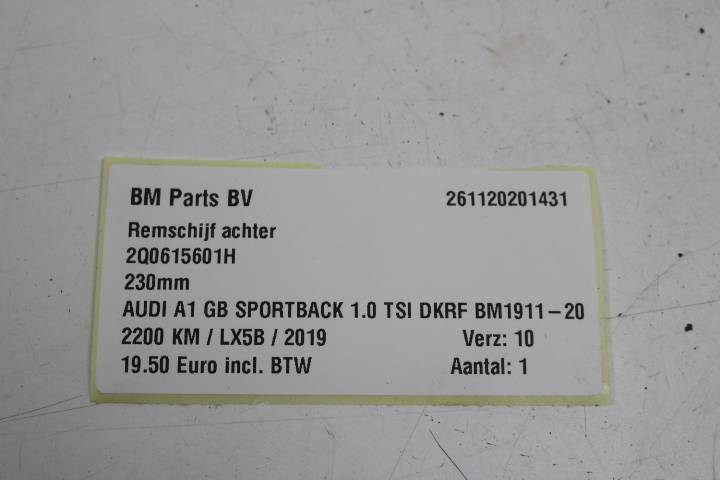 BM Parts BV 261120201431
Remschijf achter
2Q0615601H
230mm
AUDI A1 GB SPORTBACK 1.0 TSI DKRF BM1911-20
2200 KM / LX5B / 2019 Verz: 10
19.50 Euro incl. BTW Aantal: 1